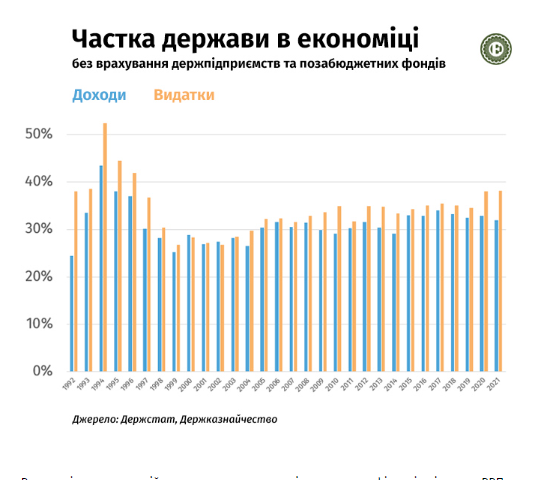 Частка держави в економіці
без врахування держпідприємств та позабюджетних фондів
Доходи Видатки
50%
40%
30%
20%
10%
0%
1992 1993 1994 1995 1996 1997 1998 1999 2000 2001 2002 2003 2004 2005 2006 2007 2008 2009 2010 2011 2012 2013 2014 2015 2016 2017 2018 2019 2020 2021
Джерело: Держстат, Держказнайчество